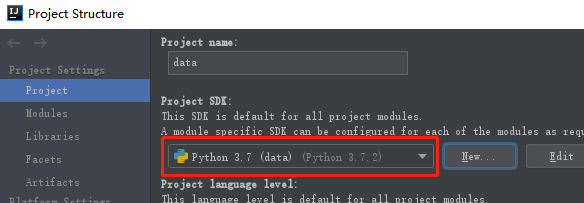 Project Structure
Project name:
data
Project Settings
Project
Modules
Libraries
Facets
Artifacts
Platform Settings
Project SDK:
This SDK is default for all project modules.
A module specific SDK can be configured for each of the modules as requ
Python 3.7 (data) (Python 3.7.2)
New...
Edit
Project language level:
This language level is default for all project modules.